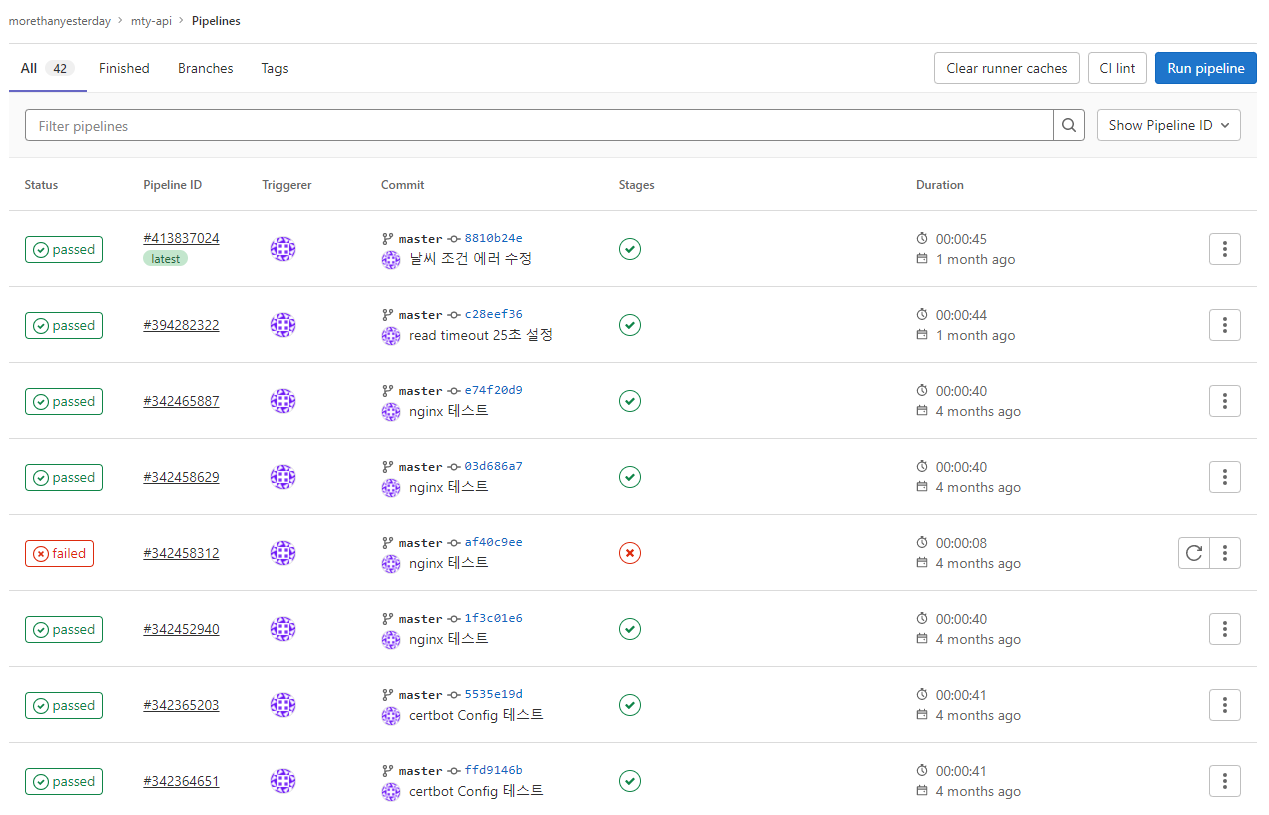 morethanyesterday > mty-api > Pipelines
All 42 Finished Branches Tags Clear runner caches CI lint Run pipeline
Filter pipelines Show Pipeline ID
Status Pipeline ID Triggerer Commit Stages Duration
passed #413837024 master 8810b24e 00:00:45
latest 날씨 조건 에러 수정 1 month ago
passed #394282322 master c28eef36 00:00:44
read timeout 25초 설정 1 month ago
passed #342465887 master e74f20d9 00:00:40
nginx 테스트 4 months ago
passed #342458629 master 03d686a7 00:00:40
nginx 테스트 4 months ago
failed #342458312 master af40c9ee 00:00:08
nginx 테스트 4 months ago
passed #342452940 master 1f3c01e6 00:00:40
nginx 테스트 4 months ago
passed #342365203 master 5535e19d 00:00:41
certbot Config 테스트 4 months ago
passed #342364651 master ffd9146b 00:00:41
certbot Config 테스트 4 months ago